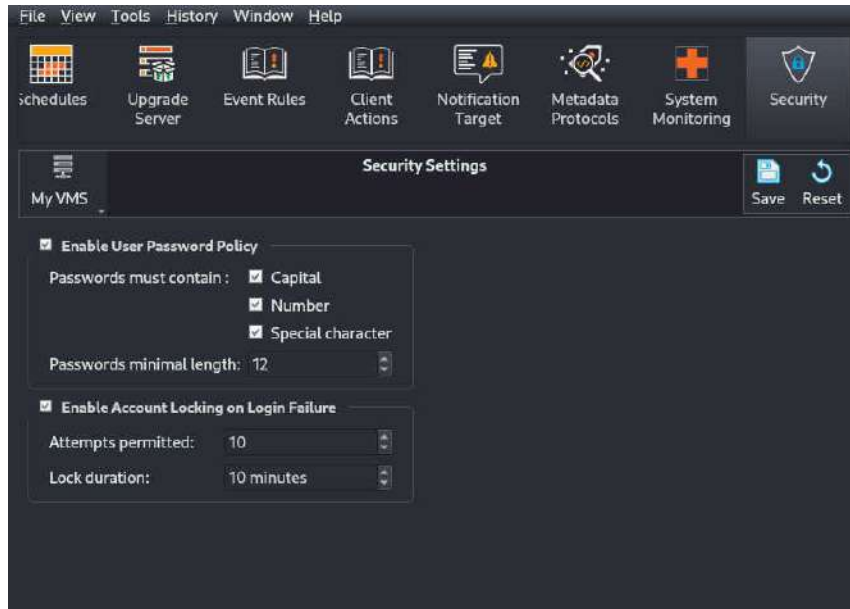 File View Tools History Window Help
Schedules Upgrade Server Event Rules Client Actions Notification Target Metadata Protocols System Monitoring Security
My VMS Security Settings Save Reset
Enable User Password Policy
Passwords must contain : Capital
Number
Special character
Passwords minimal length: 12
Enable Account Locking on Login Failure
Attempts permitted: 10
Lock duration: 10 minutes